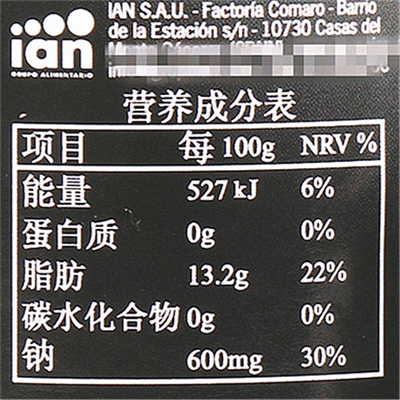 ian
GRUPO ALIMENTARIO
IAN S.A.U. - Factoría Comaro - Barrio
de la Estación s/n - 10730 Casas del
营养成分表
项目 每100g NRV %
能量 527 kJ 6%
蛋白质 0g 0%
脂肪 13.2g 22%
碳水化合物 0g 0%
钠 600mg 30%